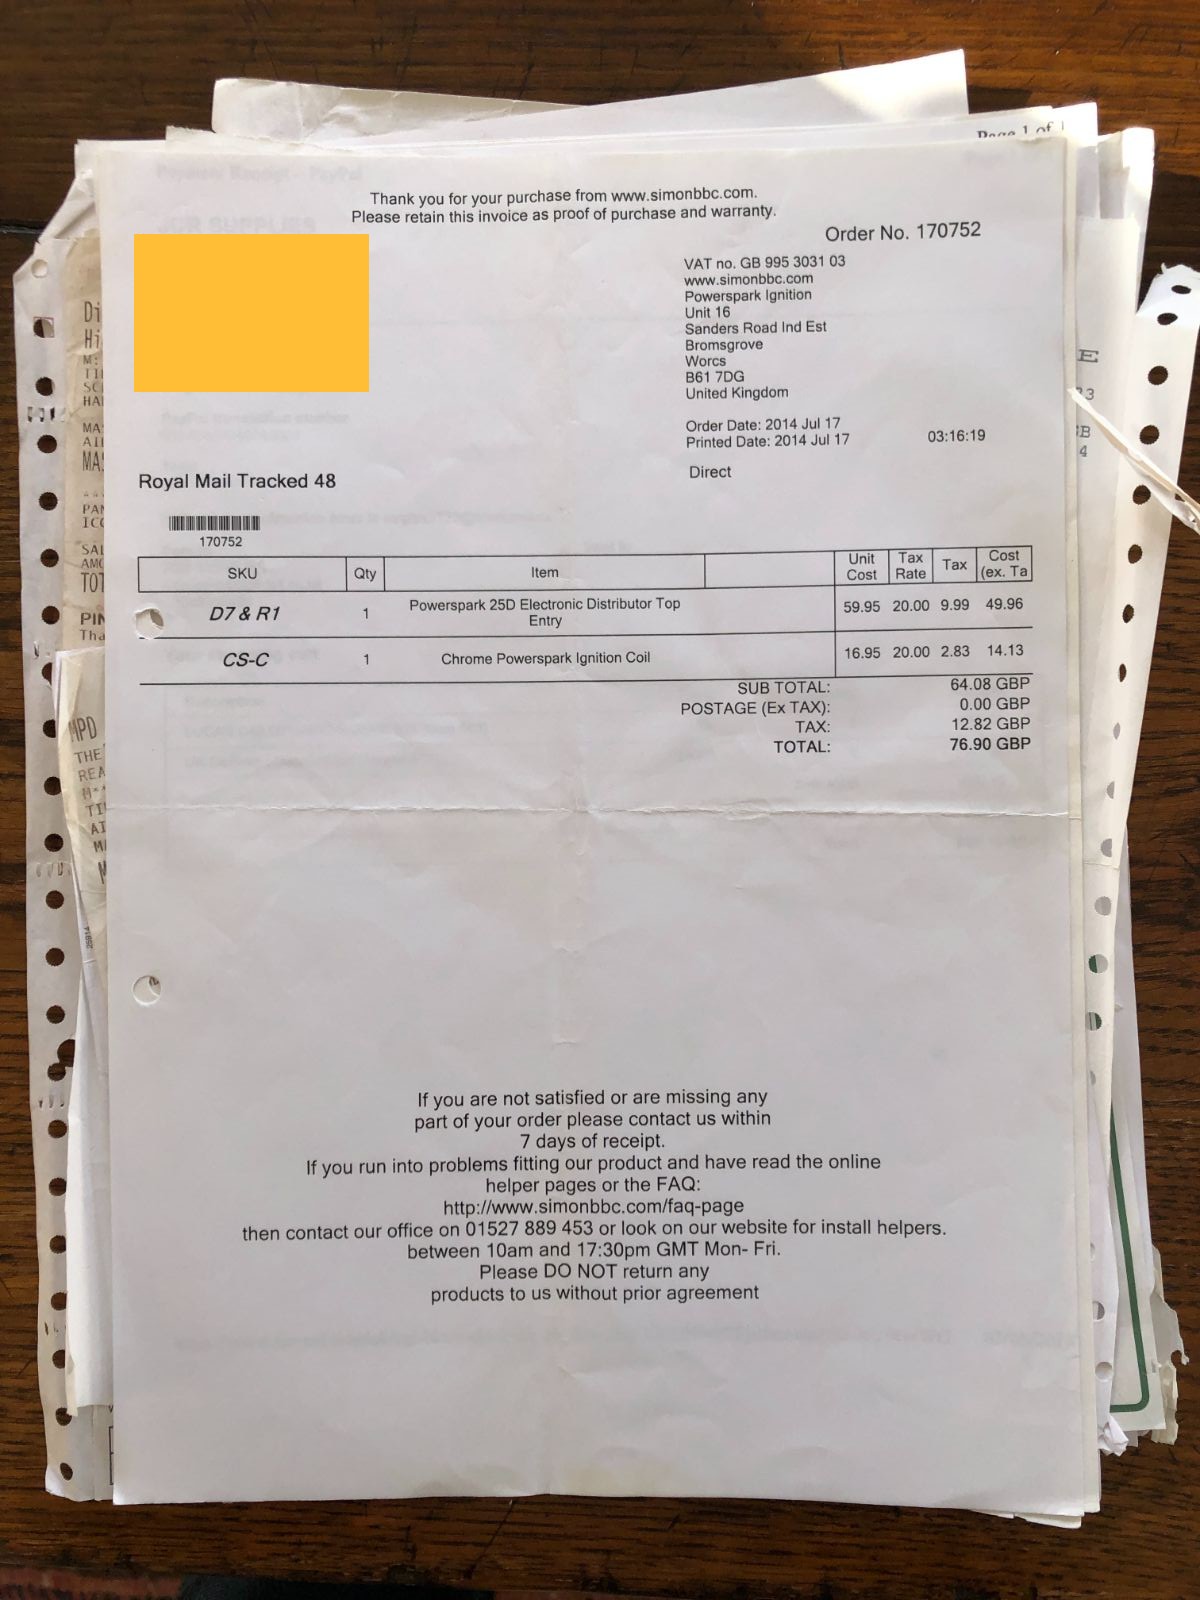 Page 1 of 1
Thank you for your purchase from www.simonbbc.com.
Please retain this invoice as proof of purchase and warranty.
Order No. 170752
VAT no. GB 995 3031 03
www.simonbbc.com
Powerspark Ignition
Unit 16
Sanders Road Ind Est
Bromsgrove
Worcs
B61 7DG
United Kingdom
Order Date: 2014 Jul 17
Printed Date: 2014 Jul 17 03:16:19
Direct
Royal Mail Tracked 48
170752
SKU Qty Item Unit Cost Tax Rate Tax Cost (ex. Ta
D7 & R1 1 Powerspark 25D Electronic Distributor Top Entry 59.95 20.00 9.99 49.96
CS-C 1 Chrome Powerspark Ignition Coil 16.95 20.00 2.83 14.13
SUB TOTAL: 64.08 GBP
POSTAGE (Ex TAX): 0.00 GBP
TAX: 12.82 GBP
TOTAL: 76.90 GBP
If you are not satisfied or are missing any
part of your order please contact us within
7 days of receipt.
If you run into problems fitting our product and have read the online
helper pages or the FAQ:
http://www.simonbbc.com/faq-page
then contact our office on 01527 889 453 or look on our website for install helpers.
between 10am and 17:30pm GMT Mon- Fri.
Please DO NOT return any
products to us without prior agreement